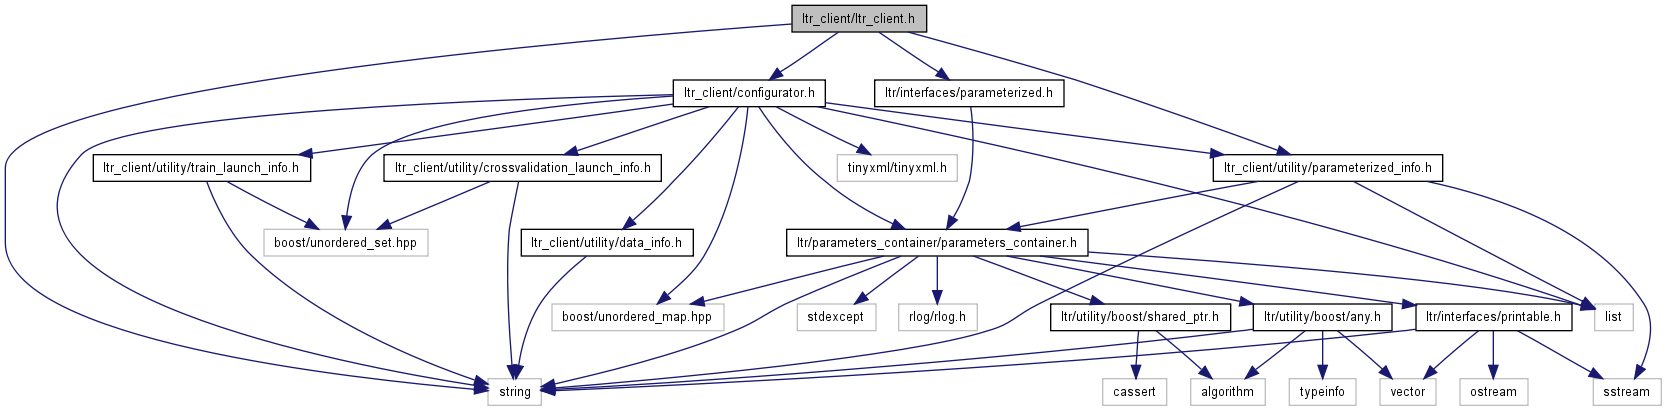 ltr_client/ltr_client.h
ltr_client/configurator.h
ltr/interfaces/parameterized.h
ltr_client/utility/train_launch_info.h
ltr_client/utility/crossvalidation_launch_info.h
tinyxml/tinyxml.h
ltr_client/utility/parameterized_info.h
boost/unordered_set.hpp
ltr_client/utility/data_info.h
ltr/parameters_container/parameters_container.h
boost/unordered_map.hpp
stdexcept
rlog/rlog.h
ltr/utility/boost/shared_ptr.h
ltr/utility/boost/any.h
ltr/interfaces/printable.h
list
string
cassert
algorithm
typeinfo
vector
ostream
sstream